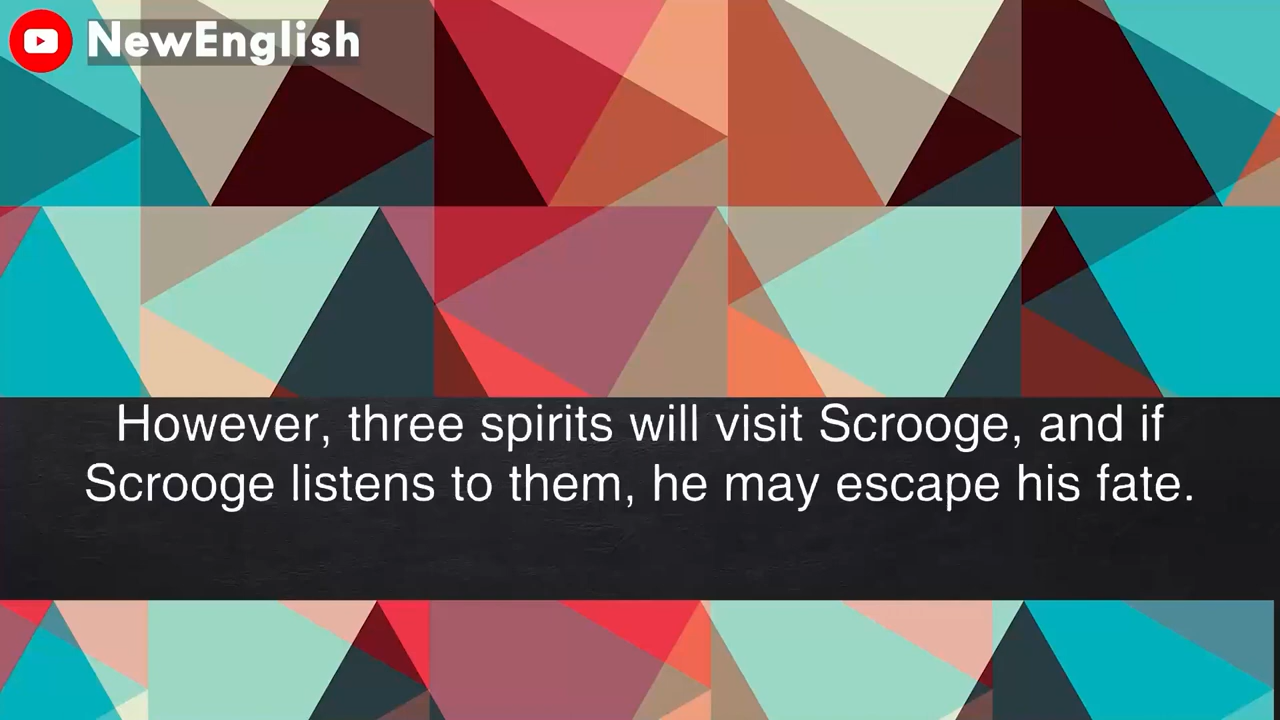 NewEnglish
However, three spirits will visit Scrooge, and if
Scrooge listens to them, he may escape his fate.